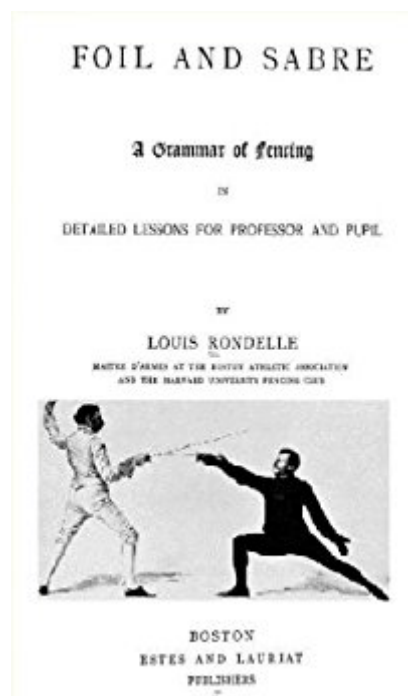 FOIL AND SABRE
A Grammar of Fencing
IN
DETAILED LESSONS FOR PROFESSOR AND PUPIL
BY
LOUIS RONDELLE
MAITRE D'ARMES AT THE BOSTON ATHLETIC ASSOCIATION
AND THE HARVARD UNIVERSITY FENCING CLUB
BOSTON
ESTES AND LAURIAT
PUBLISHERS